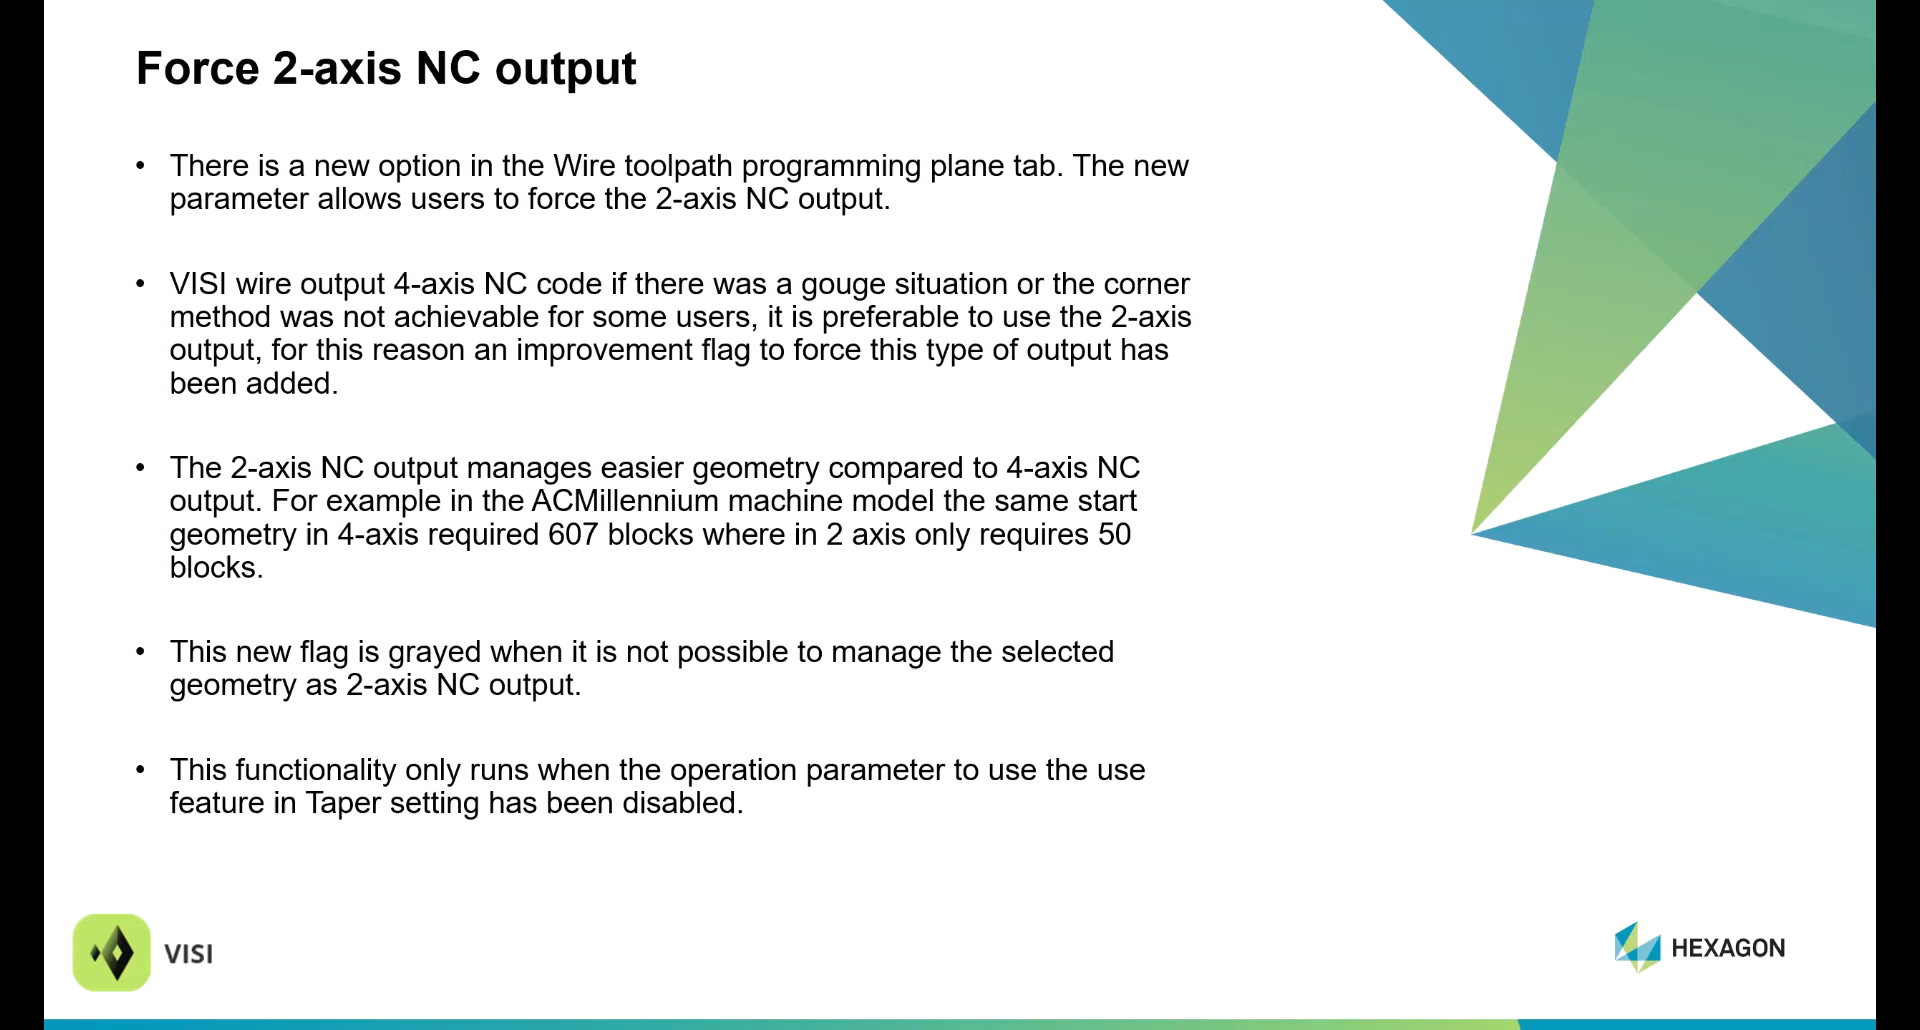 Force 2-axis NC output
• There is a new option in the Wire toolpath programming plane tab. The new
parameter allows users to force the 2-axis NC output.
• VISI wire output 4-axis NC code if there was a gouge situation or the corner
method was not achievable for some users, it is preferable to use the 2-axis
output, for this reason an improvement flag to force this type of output has
been added.
• The 2-axis NC output manages easier geometry compared to 4-axis NC
output. For example in the ACMillennium machine model the same start
geometry in 4-axis required 607 blocks where in 2 axis only requires 50
blocks.
• This new flag is grayed when it is not possible to manage the selected
geometry as 2-axis NC output.
• This functionality only runs when the operation parameter to use the use
feature in Taper setting has been disabled.
VISI
HEXAGON